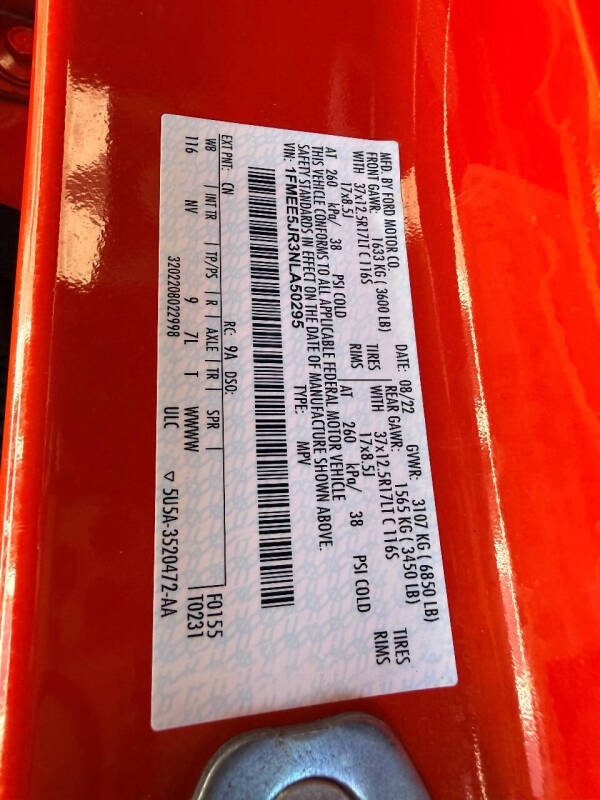 MFD. BY FORD MOTOR CO.
DATE: 08/22 GVWR: 3107 KG ( 6850 LB)
FRONT GAWR: 1633 KG ( 3600 LB) REAR GAWR: 1565 KG ( 3450 LB)
WITH 37x12.5R17LT C 116S TIRES WITH 37x12.5R17LT C 116S TIRES
17x8.5J RIMS 17x8.5J RIMS
AT 260 kPa/ 38 PSI COLD AT 260 kPa/ 38 PSI COLD
THIS VEHICLE CONFORMS TO ALL APPLICABLE FEDERAL MOTOR VEHICLE
SAFETY STANDARDS IN EFFECT ON THE DATE OF MANUFACTURE SHOWN ABOVE.
VIN: 1FMEE5JR3NLA50295 TYPE: MPV
EXT PNT: CN RC: 9A DSO: F0155
WB INT TR TP/PS R AXLE TR SPR T0231
116 NV 9 7L T WWWW
3202208022998 ULC ▽ 5U5A-3520472-AA